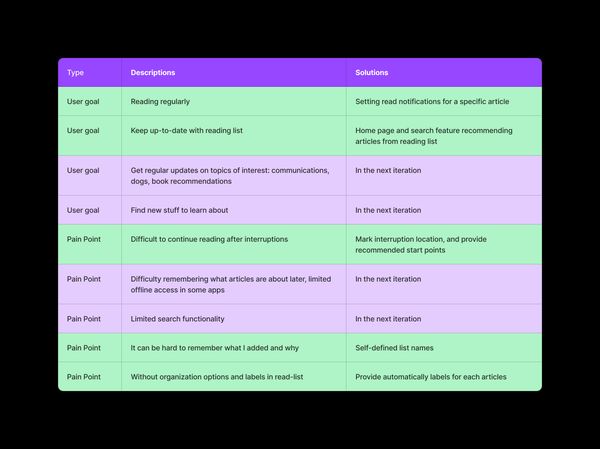 Type Descriptions Solutions
User goal Reading regularly Setting read notifications for a specific article
User goal Keep up-to-date with reading list Home page and search feature recommending
articles from reading list
User goal Get regular updates on topics of interest: communications, In the next iteration
dogs, book recommendations
User goal Find new stuff to learn about In the next iteration
Pain Point Difficult to continue reading after interruptions Mark interruption location, and provide
recommended start points
Pain Point Difficulty remembering what articles are about later, limited In the next iteration
offline access in some apps
Pain Point Limited search functionality In the next iteration
Pain Point It can be hard to remember what I added and why Self-defined list names
Pain Point Without organization options and labels in read-list Provide automatically labels for each articles